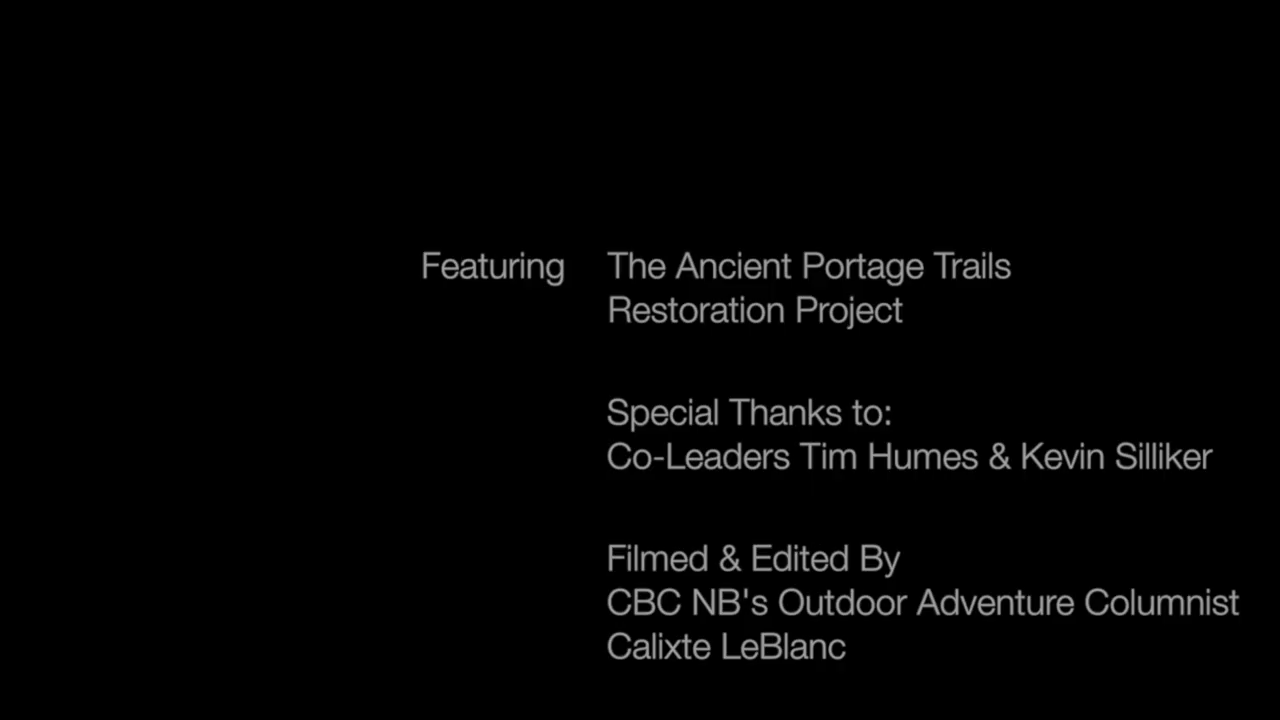 Featuring The Ancient Portage Trails
Restoration Project
Special Thanks to:
Co-Leaders Tim Humes & Kevin Silliker
Filmed & Edited By
CBC NB's Outdoor Adventure Columnist
Calixte LeBlanc